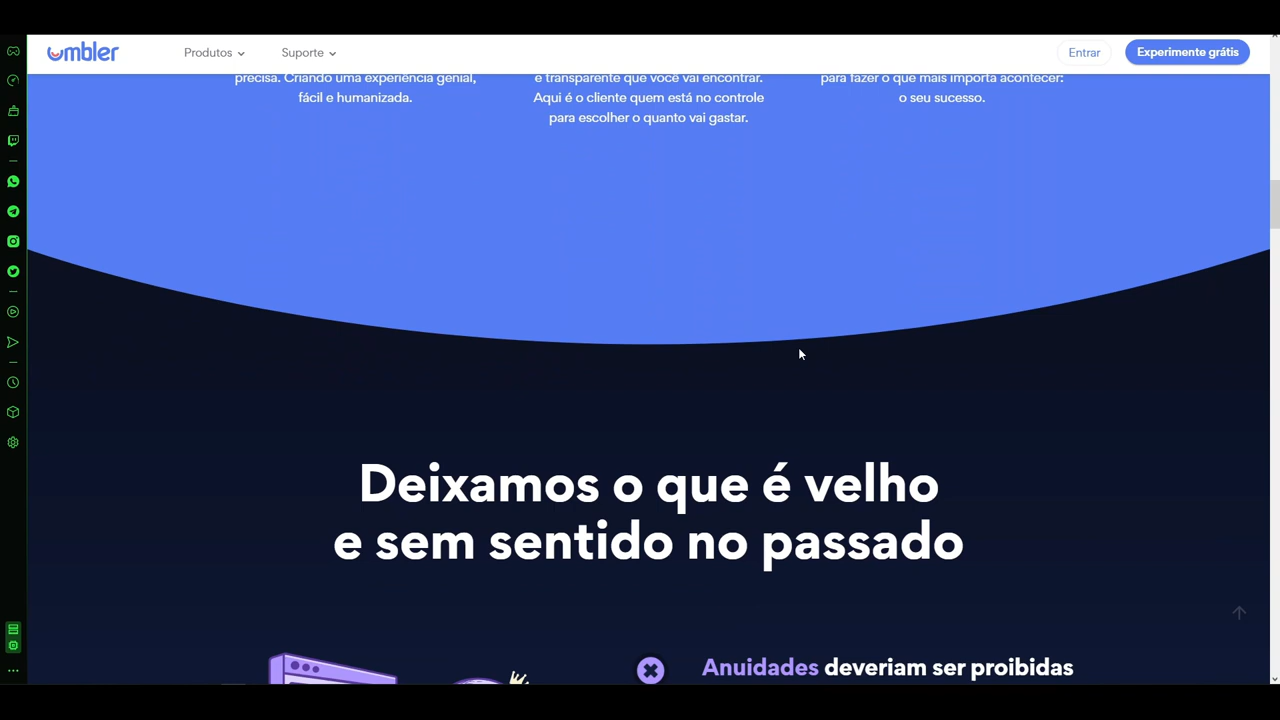 umbler
Produtos
Suporte
Entrar
Experimente grátis
precisa. Criando uma experiência genial,
fácil e humanizada.
e transparente que você vai encontrar.
Aqui é o cliente quem está no controle
para escolher o quanto vai gastar.
para fazer o que mais importa acontecer:
o seu sucesso.
Deixamos o que é velho
e sem sentido no passado
Anuidades deveriam ser proibidas